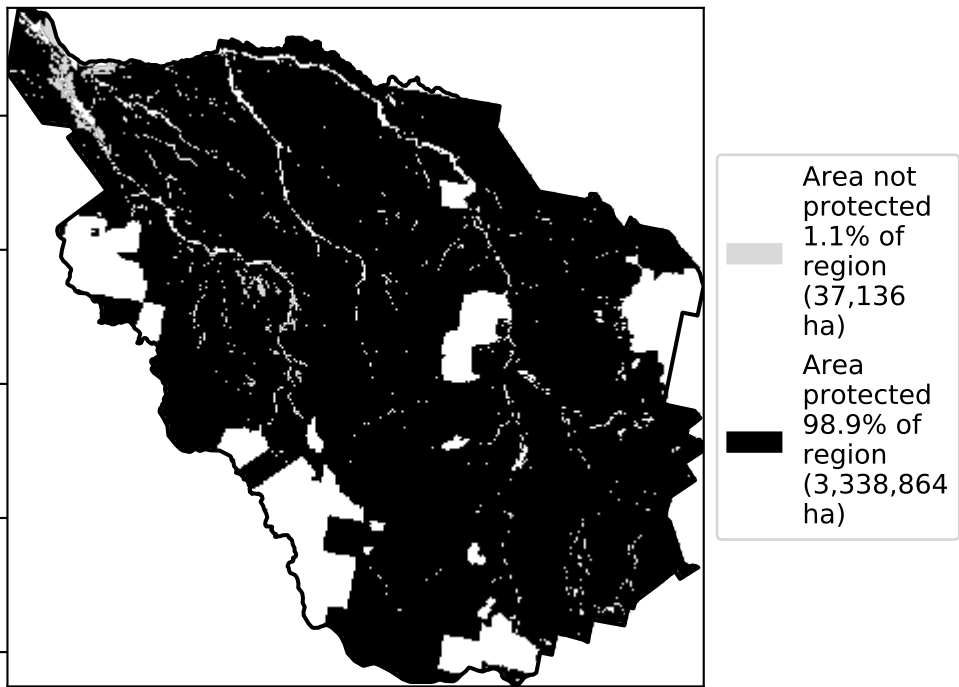 Area not
protected
1.1% of
region
(37,136
ha)
Area
protected
98.9% of
region
(3,338,864
ha)